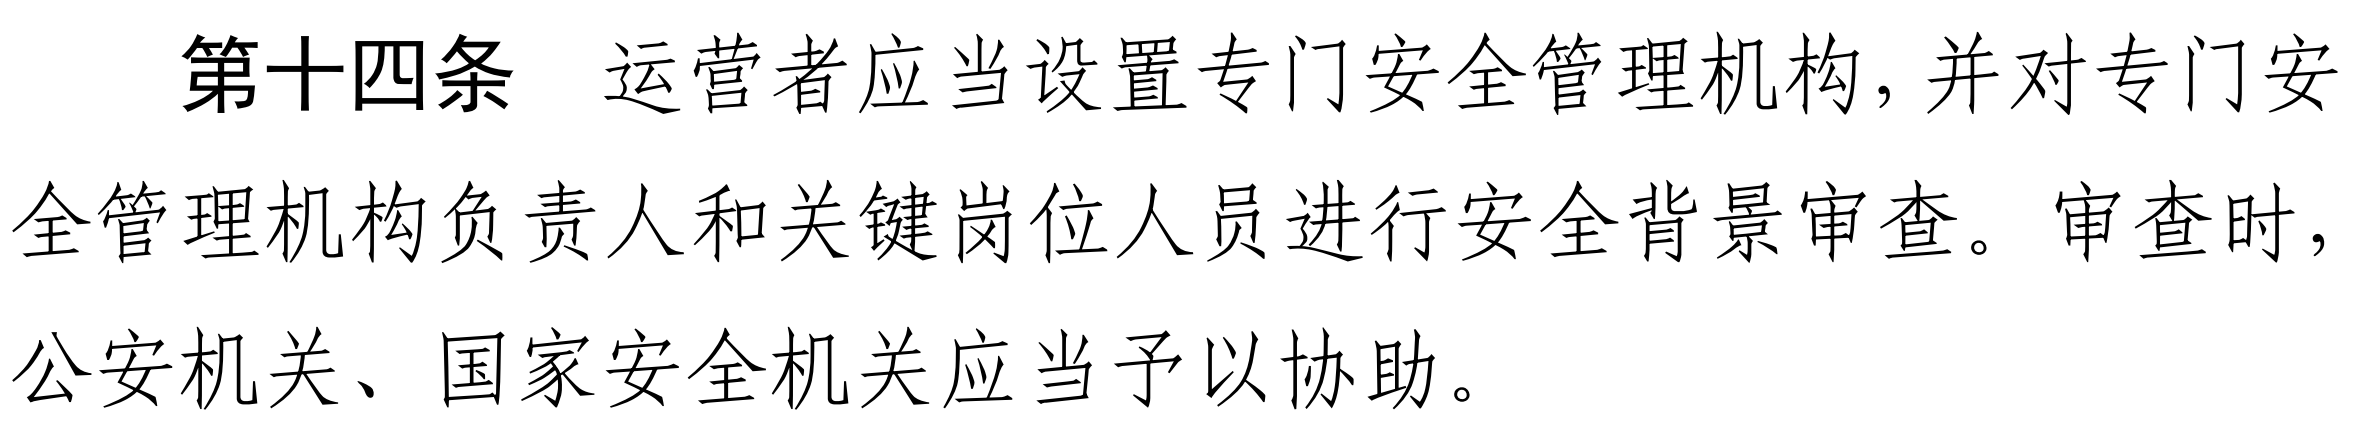 第十四条　运营者应当设置专门安全管理机构，并对专门安
全管理机构负责人和关键岗位人员进行安全背景审查。审查时，
公安机关、国家安全机关应当予以协助。